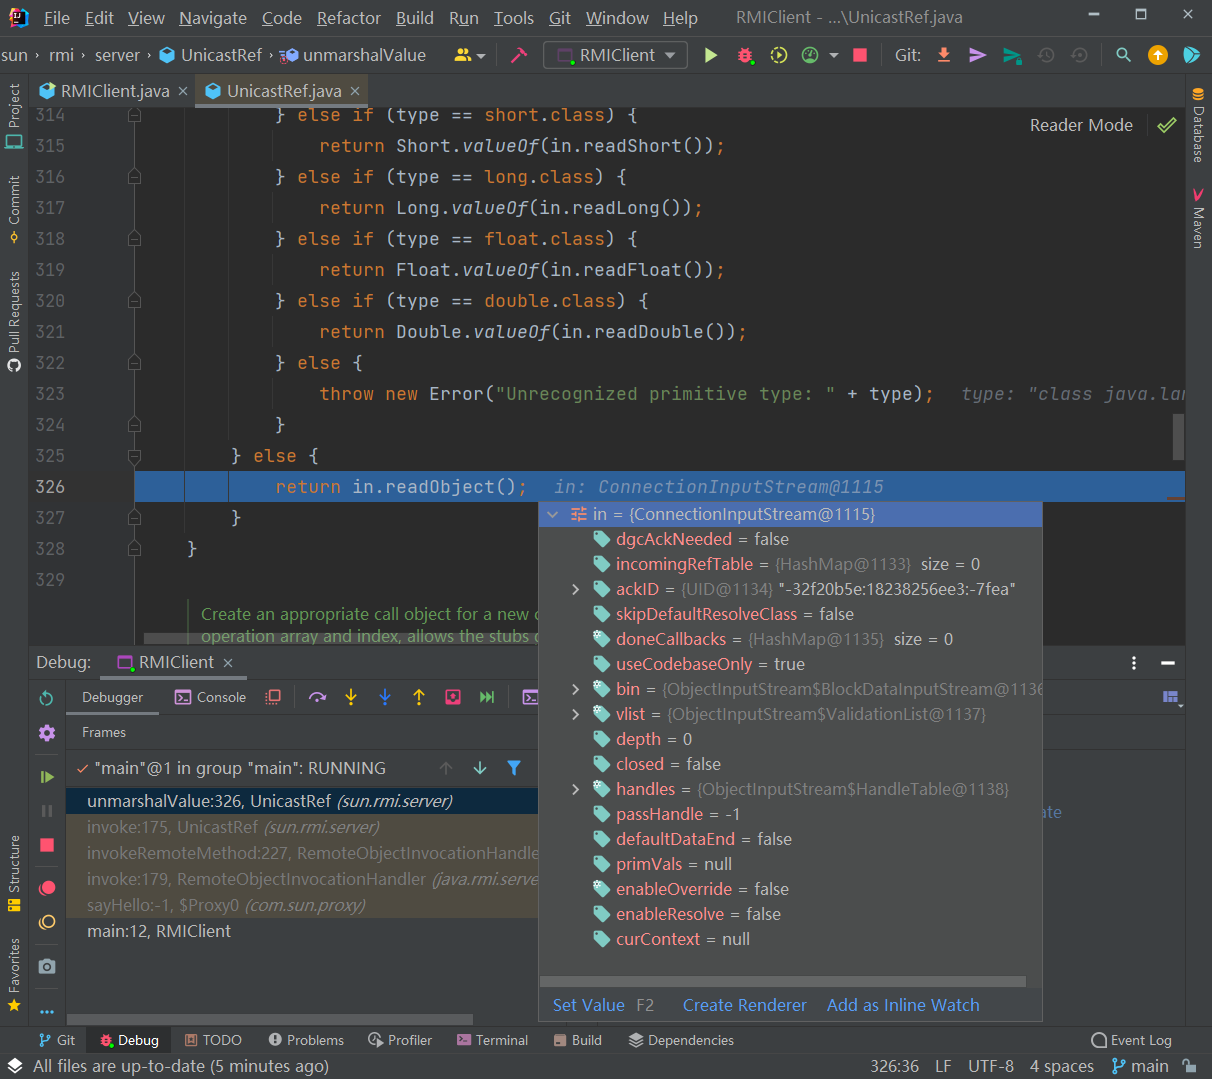 File Edit View Navigate Code Refactor Build Run Tools Git Window Help RMIClient - ...\UnicastRef.java
sun rmi server UnicastRef unmarshalValue RMIClient Git:
RMIClient.java UnicastRef.java
Reader Mode
314 } else if (type == short.class) {
315 return Short.valueOf(in.readShort());
316 } else if (type == long.class) {
317 return Long.valueOf(in.readLong());
318 } else if (type == float.class) {
319 return Float.valueOf(in.readFloat());
320 } else if (type == double.class) {
321 return Double.valueOf(in.readDouble());
322 } else {
323 throw new Error("Unrecognized primitive type: " + type); type: "class java.lan
324 }
325 } else {
326 return in.readObject(); in: ConnectionInputStream@1115
327 }
328 }
329
Create an appropriate call object for a new
operation array and index, allows the stubs
in = {ConnectionInputStream@1115}
dgcAckNeeded = false
incomingRefTable = {HashMap@1133} size = 0
ackID = {UID@1134} "-32f20b5e:18238256ee3:-7fea"
skipDefaultResolveClass = false
doneCallbacks = {HashMap@1135} size = 0
useCodebaseOnly = true
bin = {ObjectInputStream$BlockDataInputStream@1136
vlist = {ObjectInputStream$ValidationList@1137}
depth = 0
closed = false
handles = {ObjectInputStream$HandleTable@1138}
passHandle = -1
defaultDataEnd = false
primVals = null
enableOverride = false
enableResolve = false
curContext = null
Set Value F2 Create Renderer Add as Inline Watch
Debug: RMIClient
Debugger Console
Frames
"main"@1 in group "main": RUNNING
unmarshalValue:326, UnicastRef (sun.rmi.server)
invoke:175, UnicastRef (sun.rmi.server)
invokeRemoteMethod:227, RemoteObjectInvocationHandle
invoke:179, RemoteObjectInvocationHandler (java.rmi.serve
sayHello:-1, $Proxy0 (com.sun.proxy)
main:12, RMIClient
ate
Project
Commit
Pull Requests
Structure
Favorites
Database
Maven
Git Debug TODO Problems Profiler Terminal Build Dependencies Event Log
All files are up-to-date (5 minutes ago) 326:36 LF UTF-8 4 spaces main